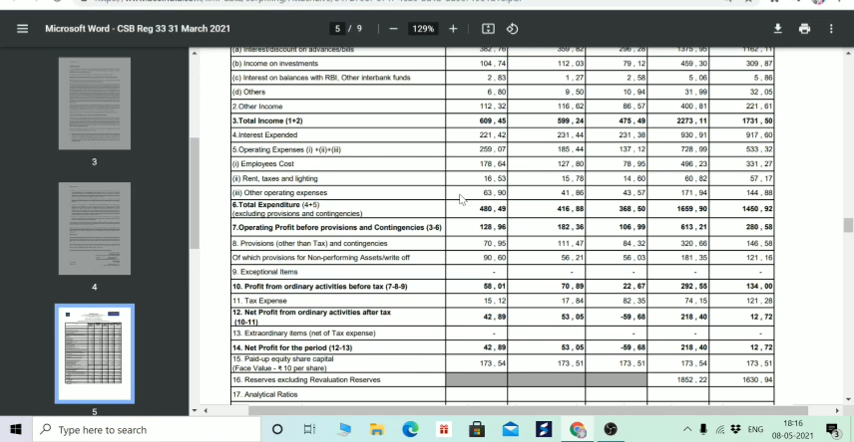 Microsoft Word - CSB Reg 33 31 March 2021
5 / 9
129%
(a) Interest/discount on advances/bills 382 , 76 359 , 82 296 , 28 1375 , 95 1162 , 11
(b) Income on investments 104 , 74 112 , 03 79 , 12 459 , 30 309 , 87
(c) Interest on balances with RBI, Other interbank funds 2 , 83 1 , 27 2 , 58 5 , 06 5 , 86
(d) Others 6 , 80 9 , 50 10 , 94 31 , 99 32 , 05
2.Other Income 112 , 32 116 , 62 86 , 57 400 , 81 221 , 61
3.Total Income (1+2) 609 , 45 599 , 24 475 , 49 2273 , 11 1731 , 50
4.Interest Expended 221 , 42 231 , 44 231 , 38 930 , 91 917 , 60
5.Operating Expenses (i) +(ii)+(iii) 259 , 07 185 , 44 137 , 12 728 , 99 533 , 32
(i) Employees Cost 178 , 64 127 , 80 78 , 95 496 , 23 331 , 27
(ii) Rent, taxes and lighting 16 , 53 15 , 78 14 , 60 60 , 82 57 , 17
(iii) Other operating expenses 63 , 90 41 , 86 43 , 57 171 , 94 144 , 88
6.Total Expenditure (4+5)
(excluding provisions and contingencies) 480 , 49 416 , 88 368 , 50 1659 , 90 1450 , 92
7.Operating Profit before provisions and Contingencies (3-6) 128 , 96 182 , 36 106 , 99 613 , 21 280 , 58
8. Provisions (other than Tax) and contingencies 70 , 95 111 , 47 84 , 32 320 , 66 146 , 58
Of which provisions for Non-performing Assets/write off 90 , 60 56 , 21 56 , 03 181 , 35 121 , 16
9. Exceptional Items - - - - -
10. Profit from ordinary activities before tax (7-8-9) 58 , 01 70 , 89 22 , 67 292 , 55 134 , 00
11. Tax Expense 15 , 12 17 , 84 82 , 35 74 , 15 121 , 28
12. Net Profit from ordinary activities after tax
(10-11) 42 , 89 53 , 05 -59 , 68 218 , 40 12 , 72
13. Extraordinary items (net of Tax expense) - - - - -
14. Net Profit for the period (12-13) 42 , 89 53 , 05 -59 , 68 218 , 40 12 , 72
15. Paid-up equity share capital
(Face Value - ₹ 10 per share) 173 , 54 173 , 51 173 , 51 173 , 54 173 , 51
16. Reserves excluding Revaluation Reserves 1852 , 22 1630 , 94
17. Analytical Ratios
3
4
5
Type here to search
ENG
18:16
08-05-2021
3